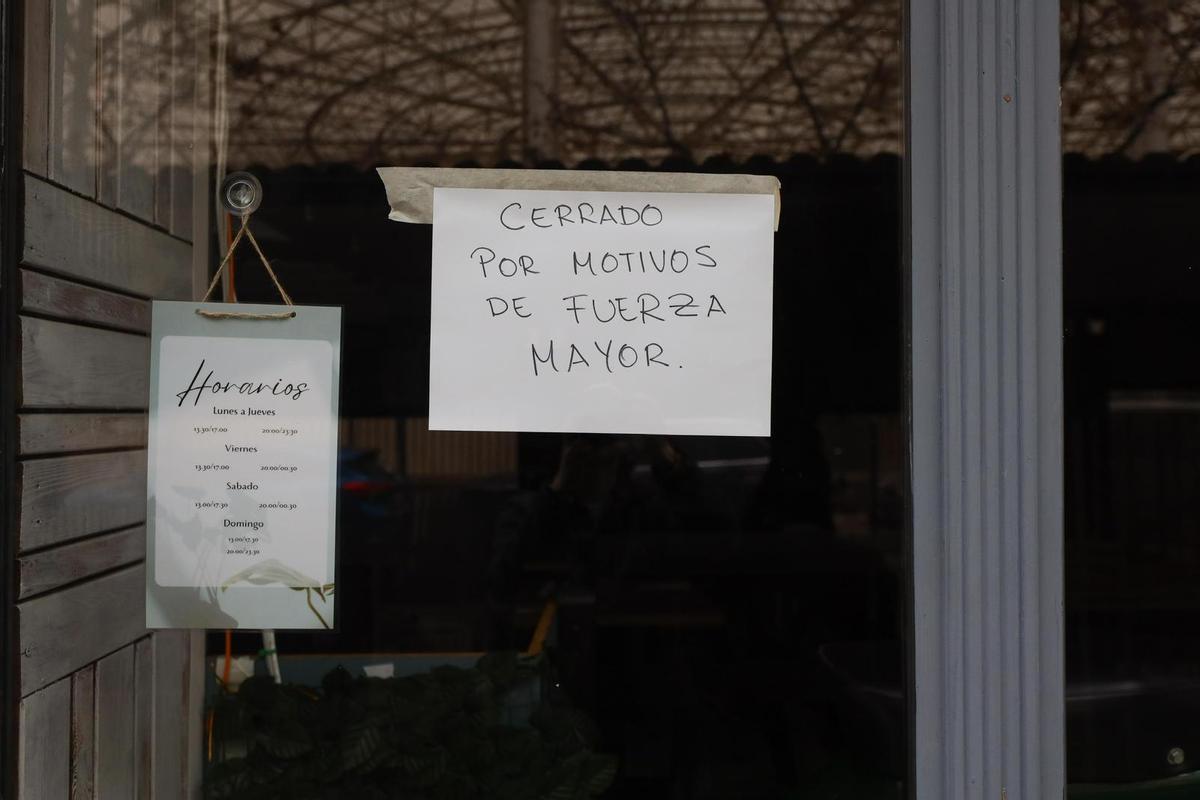 CERRADO
POR MOTIVOS
DE FUERZA
MAYOR.
Horarios
Lunes a Jueves
13.30/17.00 20:00/23:30
Viernes
13.30/17.00 20.00/00.30
Sabado
13.00/17.30 20.00/00.30
Domingo
13.00/17.30
20.00/23.30